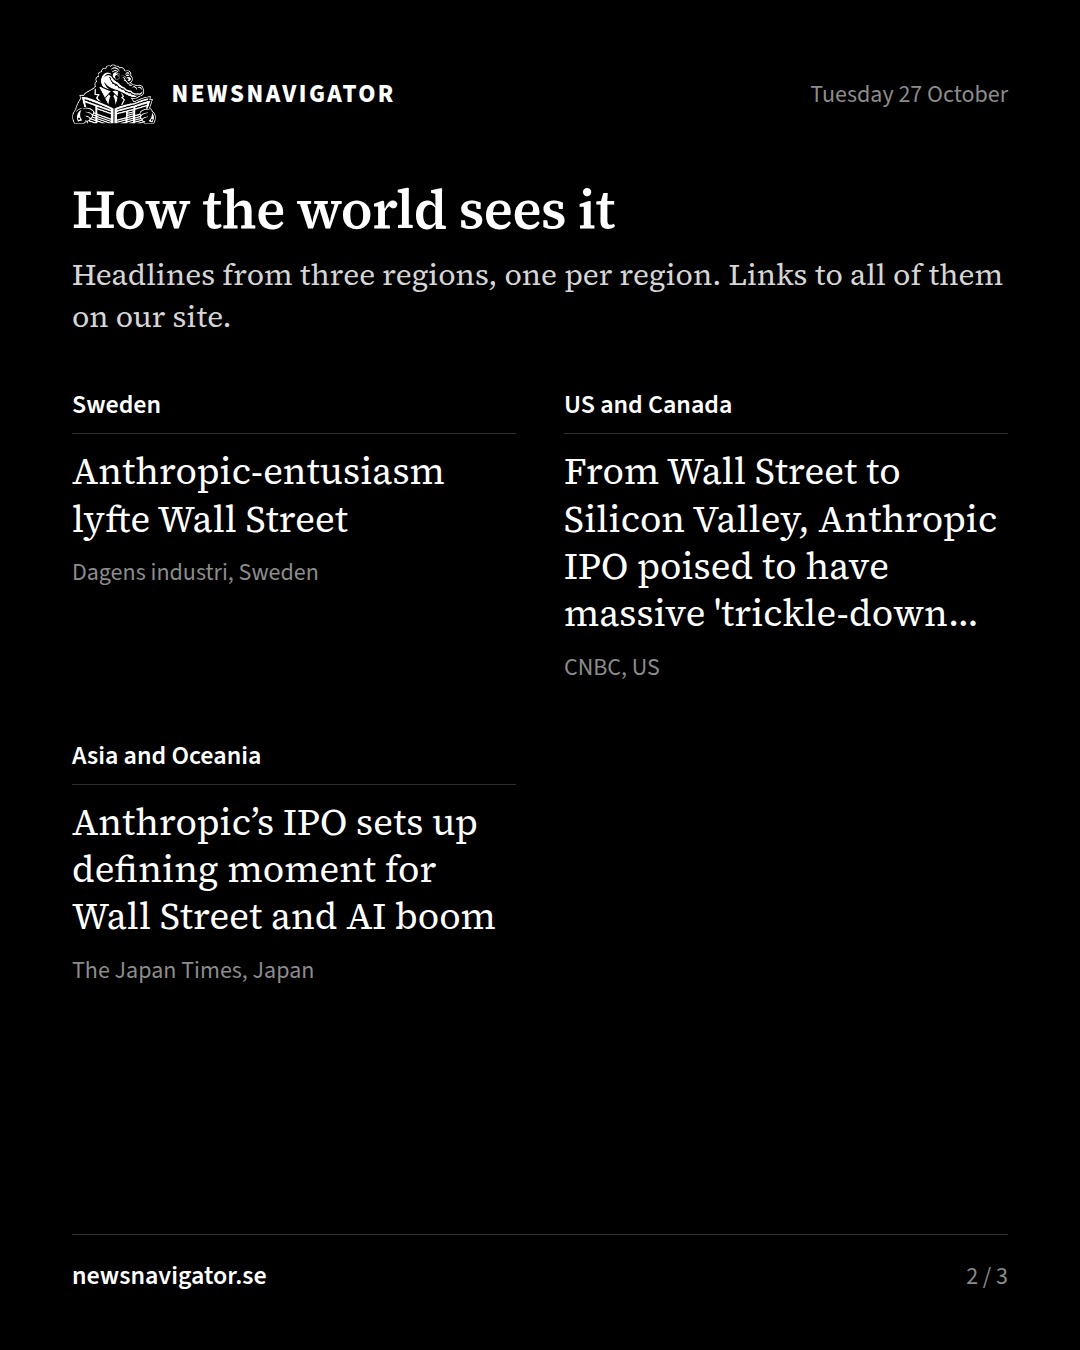 NEWSNAVIGATOR
Tuesday 27 October
How the world sees it
Headlines from three regions, one per region. Links to all of them
on our site.
Sweden
Anthropic-entusiasm
lyfte Wall Street
Dagens industri, Sweden
US and Canada
From Wall Street to
Silicon Valley, Anthropic
IPO poised to have
massive 'trickle-down...
CNBC, US
Asia and Oceania
Anthropic’s IPO sets up
defining moment for
Wall Street and AI boom
The Japan Times, Japan
newsnavigator.se
2 / 3